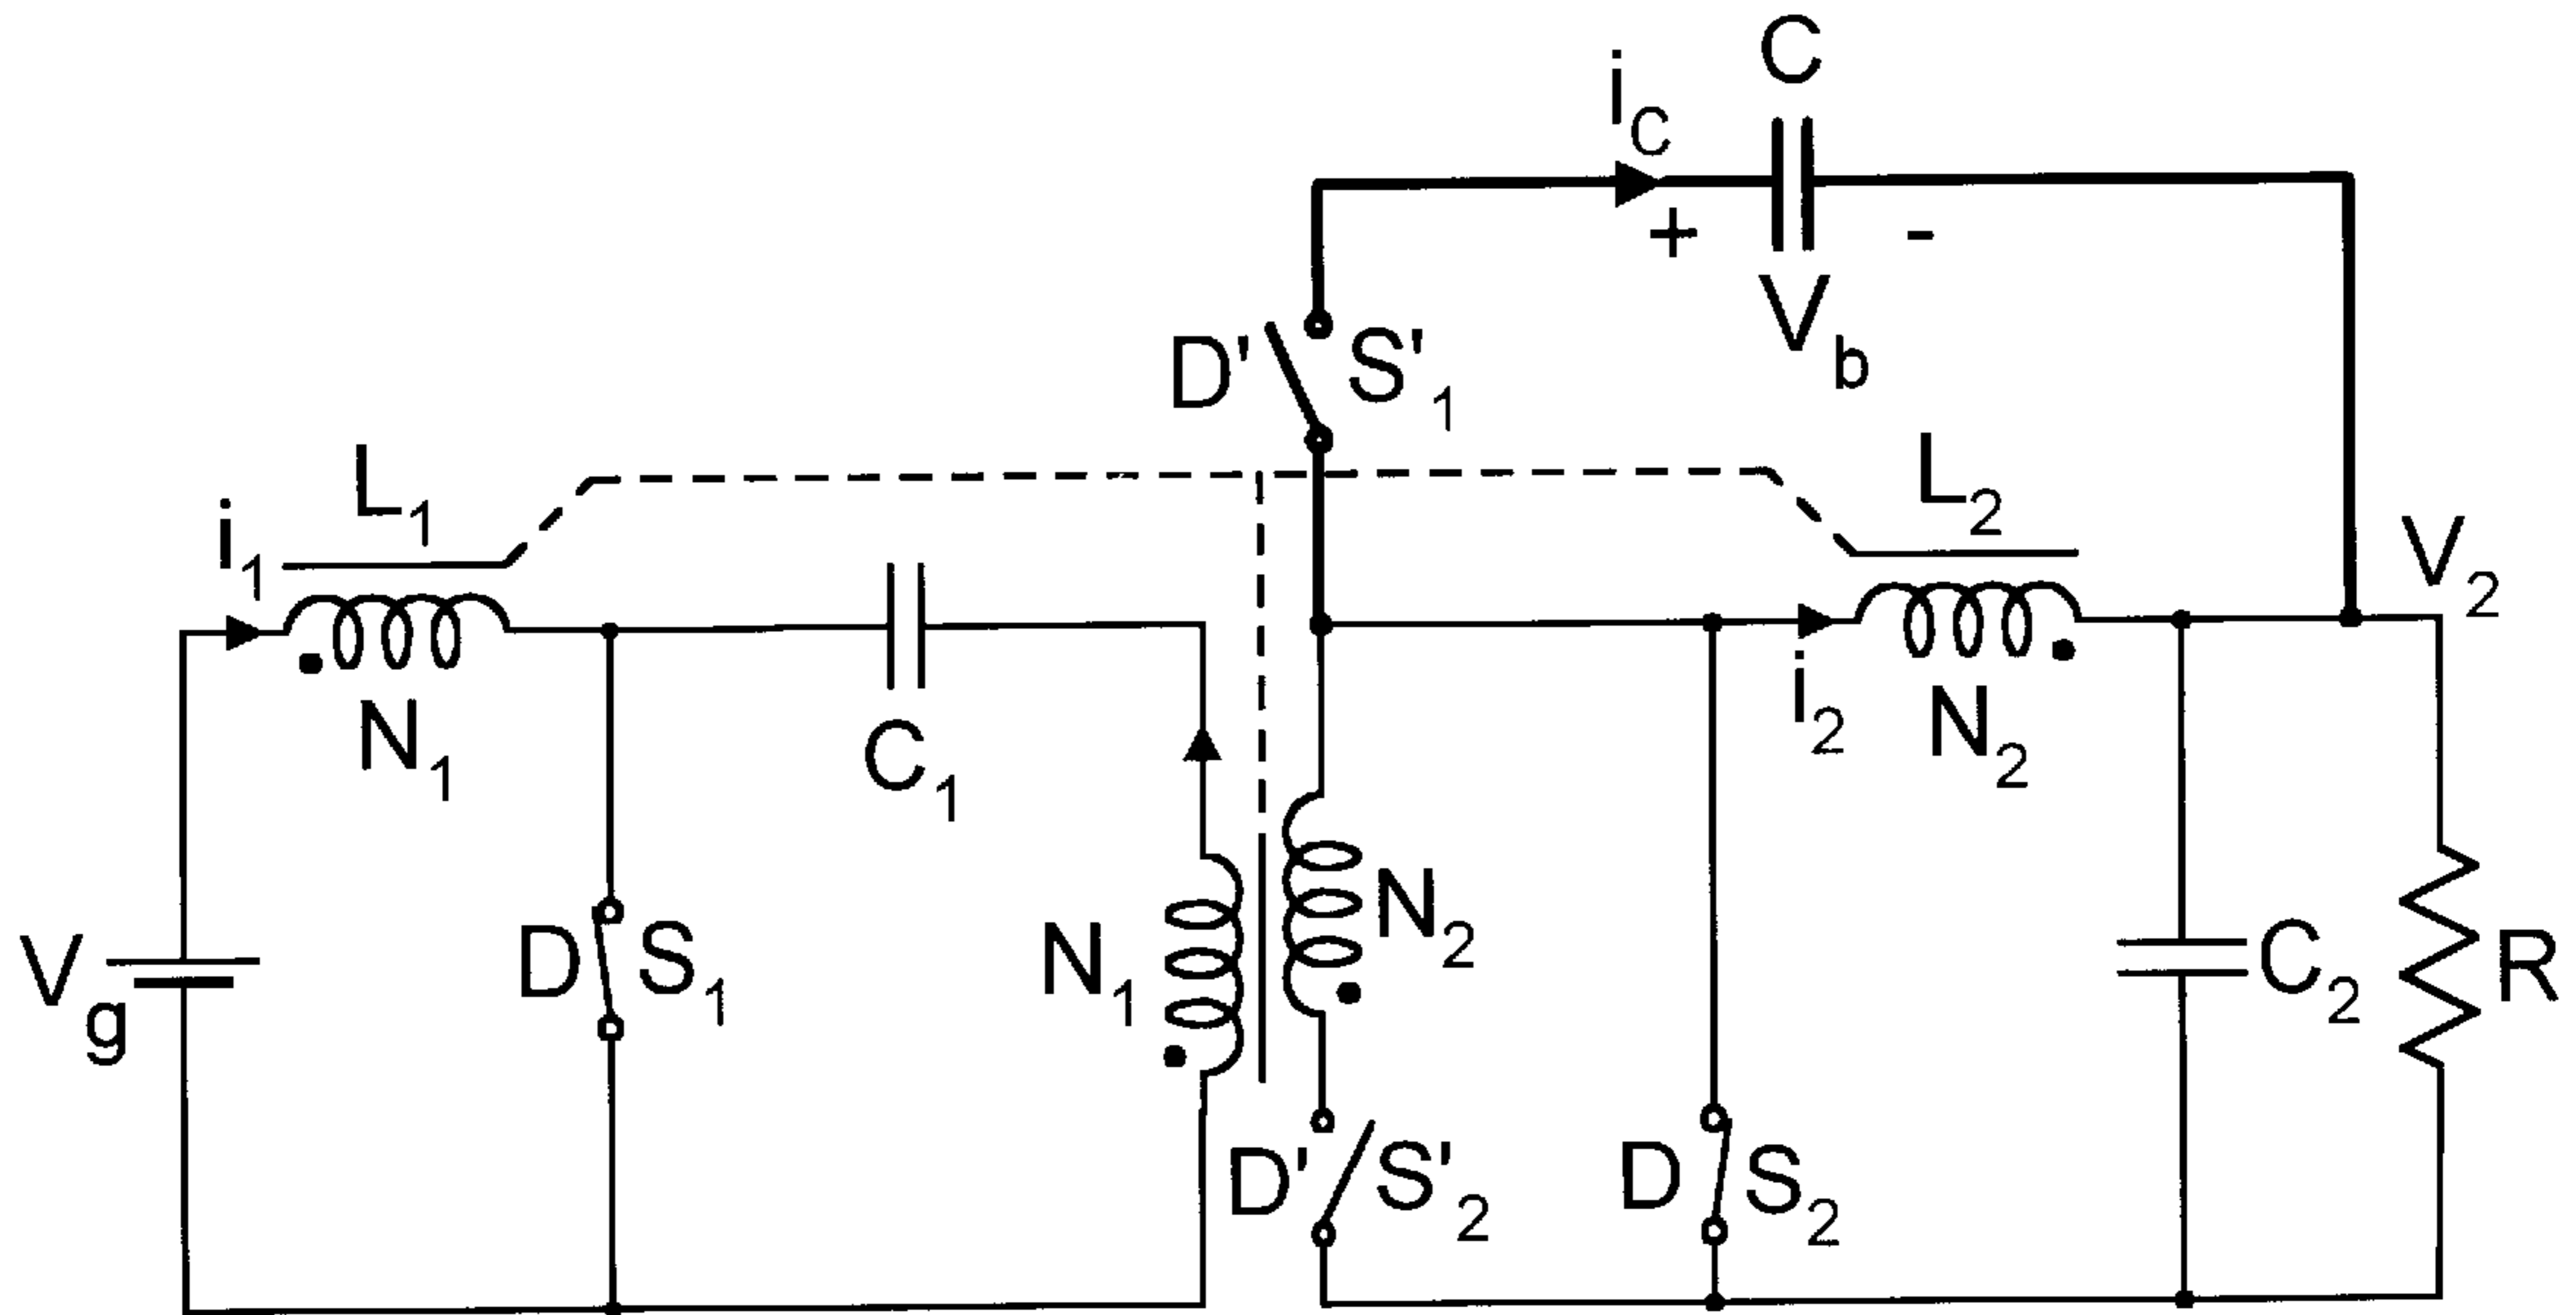 C
i_C
+
-
V_b
D'
S'_1
L_1
L_2
i_1
V_2
N_1
C_1
i_2
N_2
N_1
N_2
V_g
D
S_1
D'
S'_2
D
S_2
C_2
R